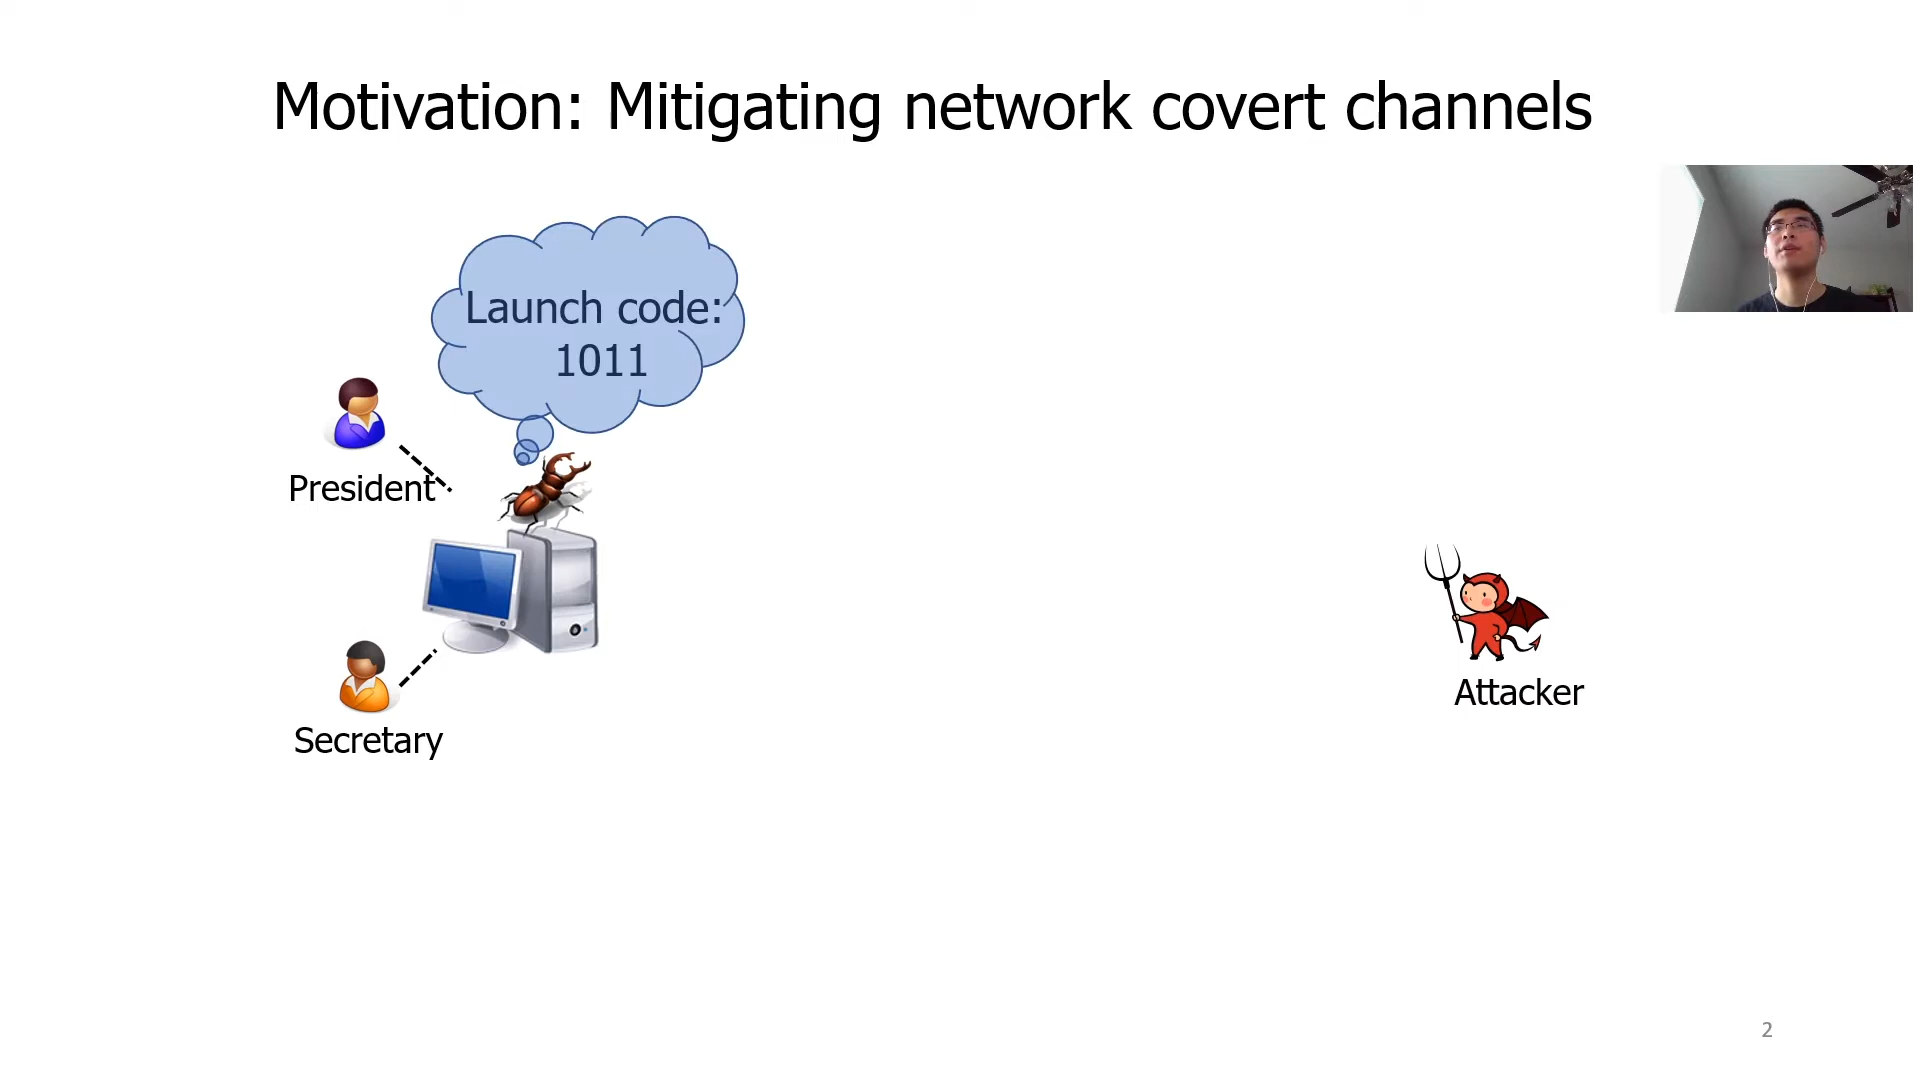 Motivation: Mitigating network covert channels
Launch code:
1011
President
Secretary
Attacker
2